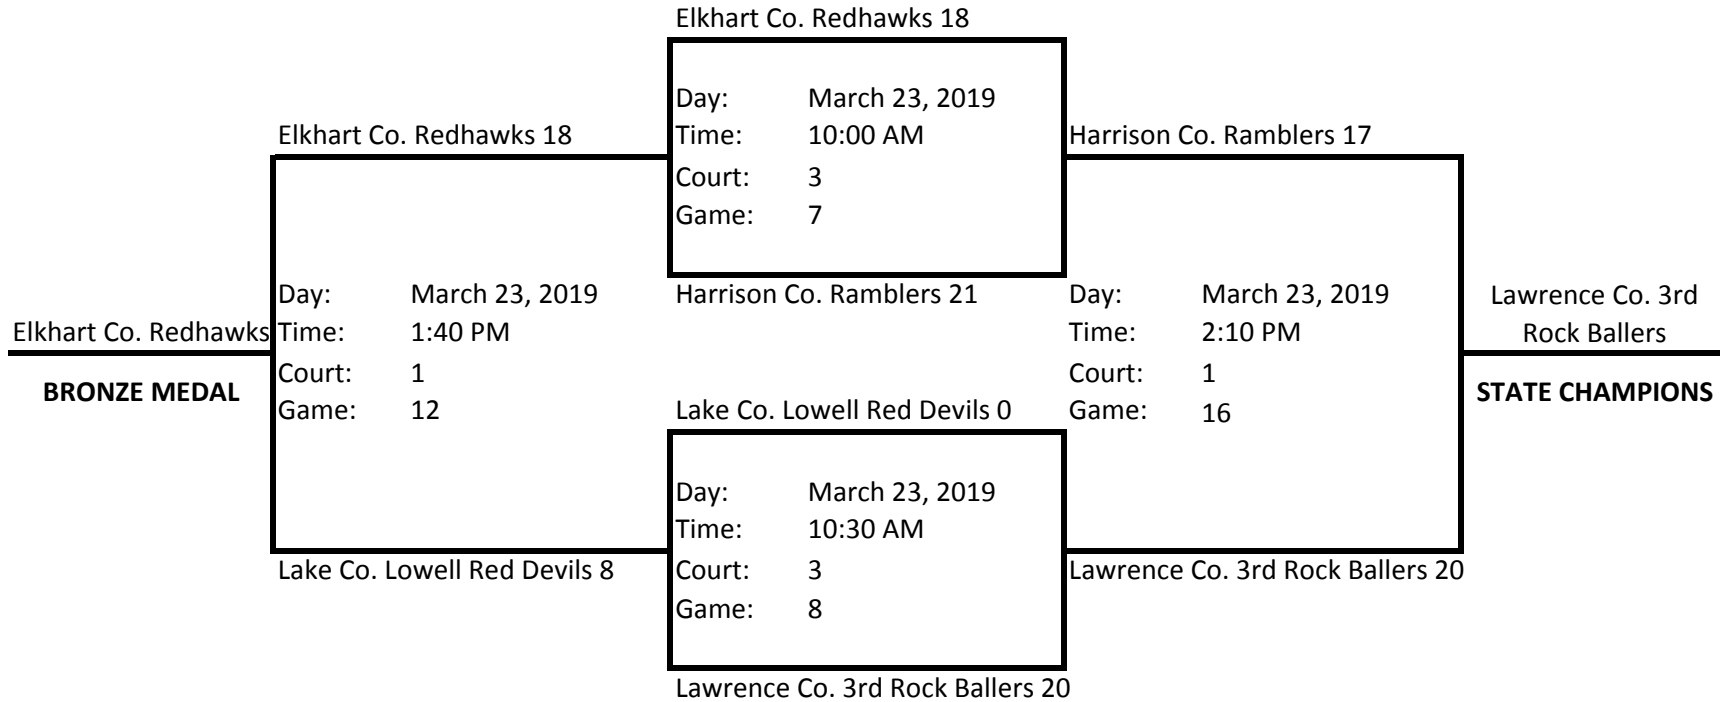 Elkhart Co. Redhawks 18
Day: March 23, 2019
Elkhart Co. Redhawks 18 Time: 10:00 AM Harrison Co. Ramblers 17
Court: 3
Game: 7
Day: March 23, 2019 Harrison Co. Ramblers 21 Day: March 23, 2019 Lawrence Co. 3rd
Elkhart Co. Redhawks Time: 1:40 PM Time: 2:10 PM Rock Ballers
Court: 1 Court: 1
BRONZE MEDAL STATE CHAMPIONS
Game: 12 Lake Co. Lowell Red Devils 0 Game: 16
Day: March 23, 2019
Time: 10:30 AM
Lake Co. Lowell Red Devils 8 Court: 3 Lawrence Co. 3rd Rock Ballers 20
Game: 8
Lawrence Co. 3rd Rock Ballers 20